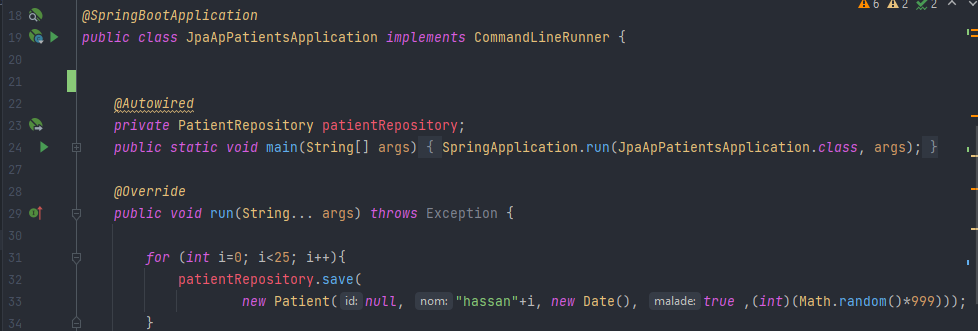 6 2 2
18 @SpringBootApplication
19 public class JpaApPatientsApplication implements CommandLineRunner {
20
21
22 @Autowired
23 private PatientRepository patientRepository;
24 public static void main(String[] args) { SpringApplication.run(JpaApPatientsApplication.class, args); }
27
28 @Override
29 public void run(String... args) throws Exception {
30
31 for (int i=0; i<25; i++){
32 patientRepository.save(
33 new Patient( id: null, nom: "hassan"+i, new Date(), malade: true ,(int)(Math.random()*999)));
34 }